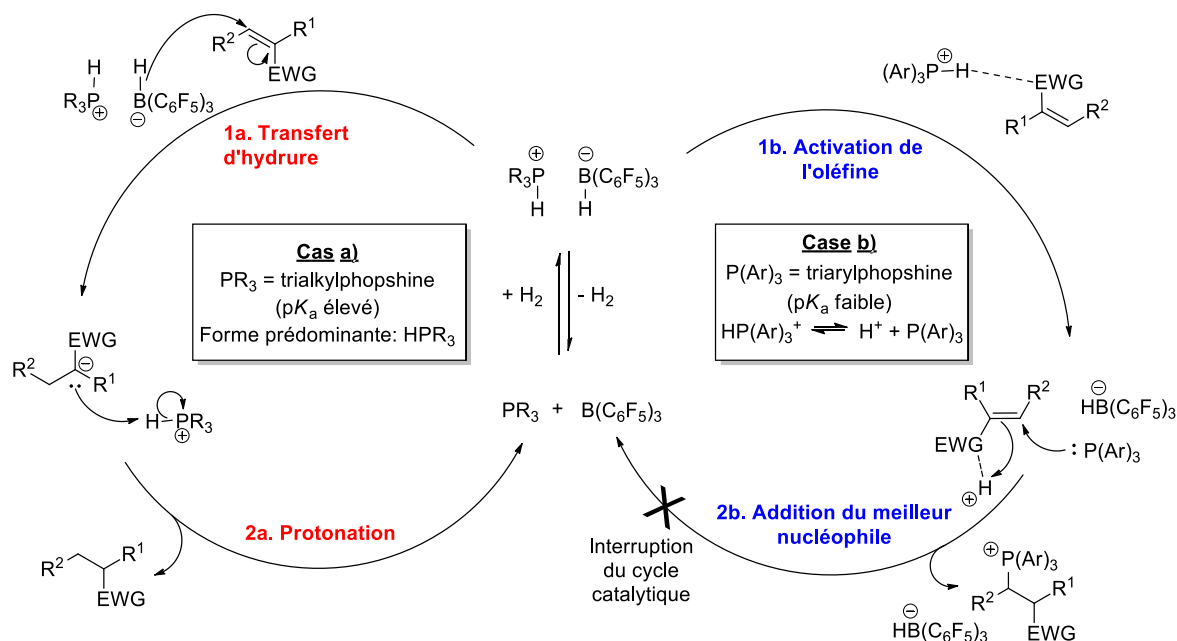 H H
R3P⊕ B(C6F5)3 ⊖
R2 R1
EWG
1a. Transfert
d'hydrure
⊕ ⊖
R3P B(C6F5)3
H H
(Ar)3P⊕-H EWG
R1 R2
1b. Activation de
l'oléfine
Cas a)
PR3 = trialkylphopshine
(pKa élevé)
Forme prédominante: HPR3
+ H2 - H2
Case b)
P(Ar)3 = triarylphopshine
(pKa faible)
HP(Ar)3+ ⇌ H+ + P(Ar)3
EWG
R2 ⊖ R1
H-PR3
⊕
PR3 + B(C6F5)3
R1 R2
⊖
HB(C6F5)3
EWG
:P(Ar)3
H
⊕
2a. Protonation
2b. Addition du meilleur
nucléophile
Interruption
du cycle
catalytique
R2 R1
EWG
⊕
P(Ar)3
R2 R1
EWG
⊖
HB(C6F5)3